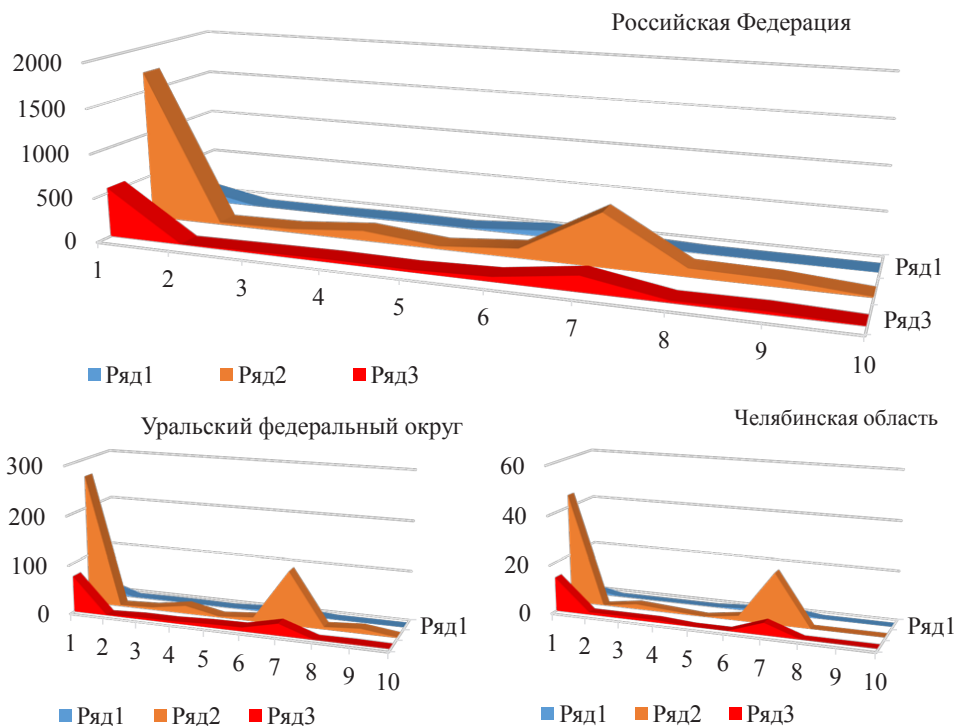 Российская Федерация
2000
1500
1000
500
0
1 2 3 4 5 6 7 8 9 10
Ряд1
Ряд3
Ряд1 Ряд2 Ряд3
Уральский федеральный округ
300
200
100
0
1 2 3 4 5 6 7 8 9 10
Ряд1
Ряд1 Ряд2 Ряд3
Челябинская область
60
40
20
0
1 2 3 4 5 6 7 8 9 10
Ряд1
Ряд1 Ряд2 Ряд3